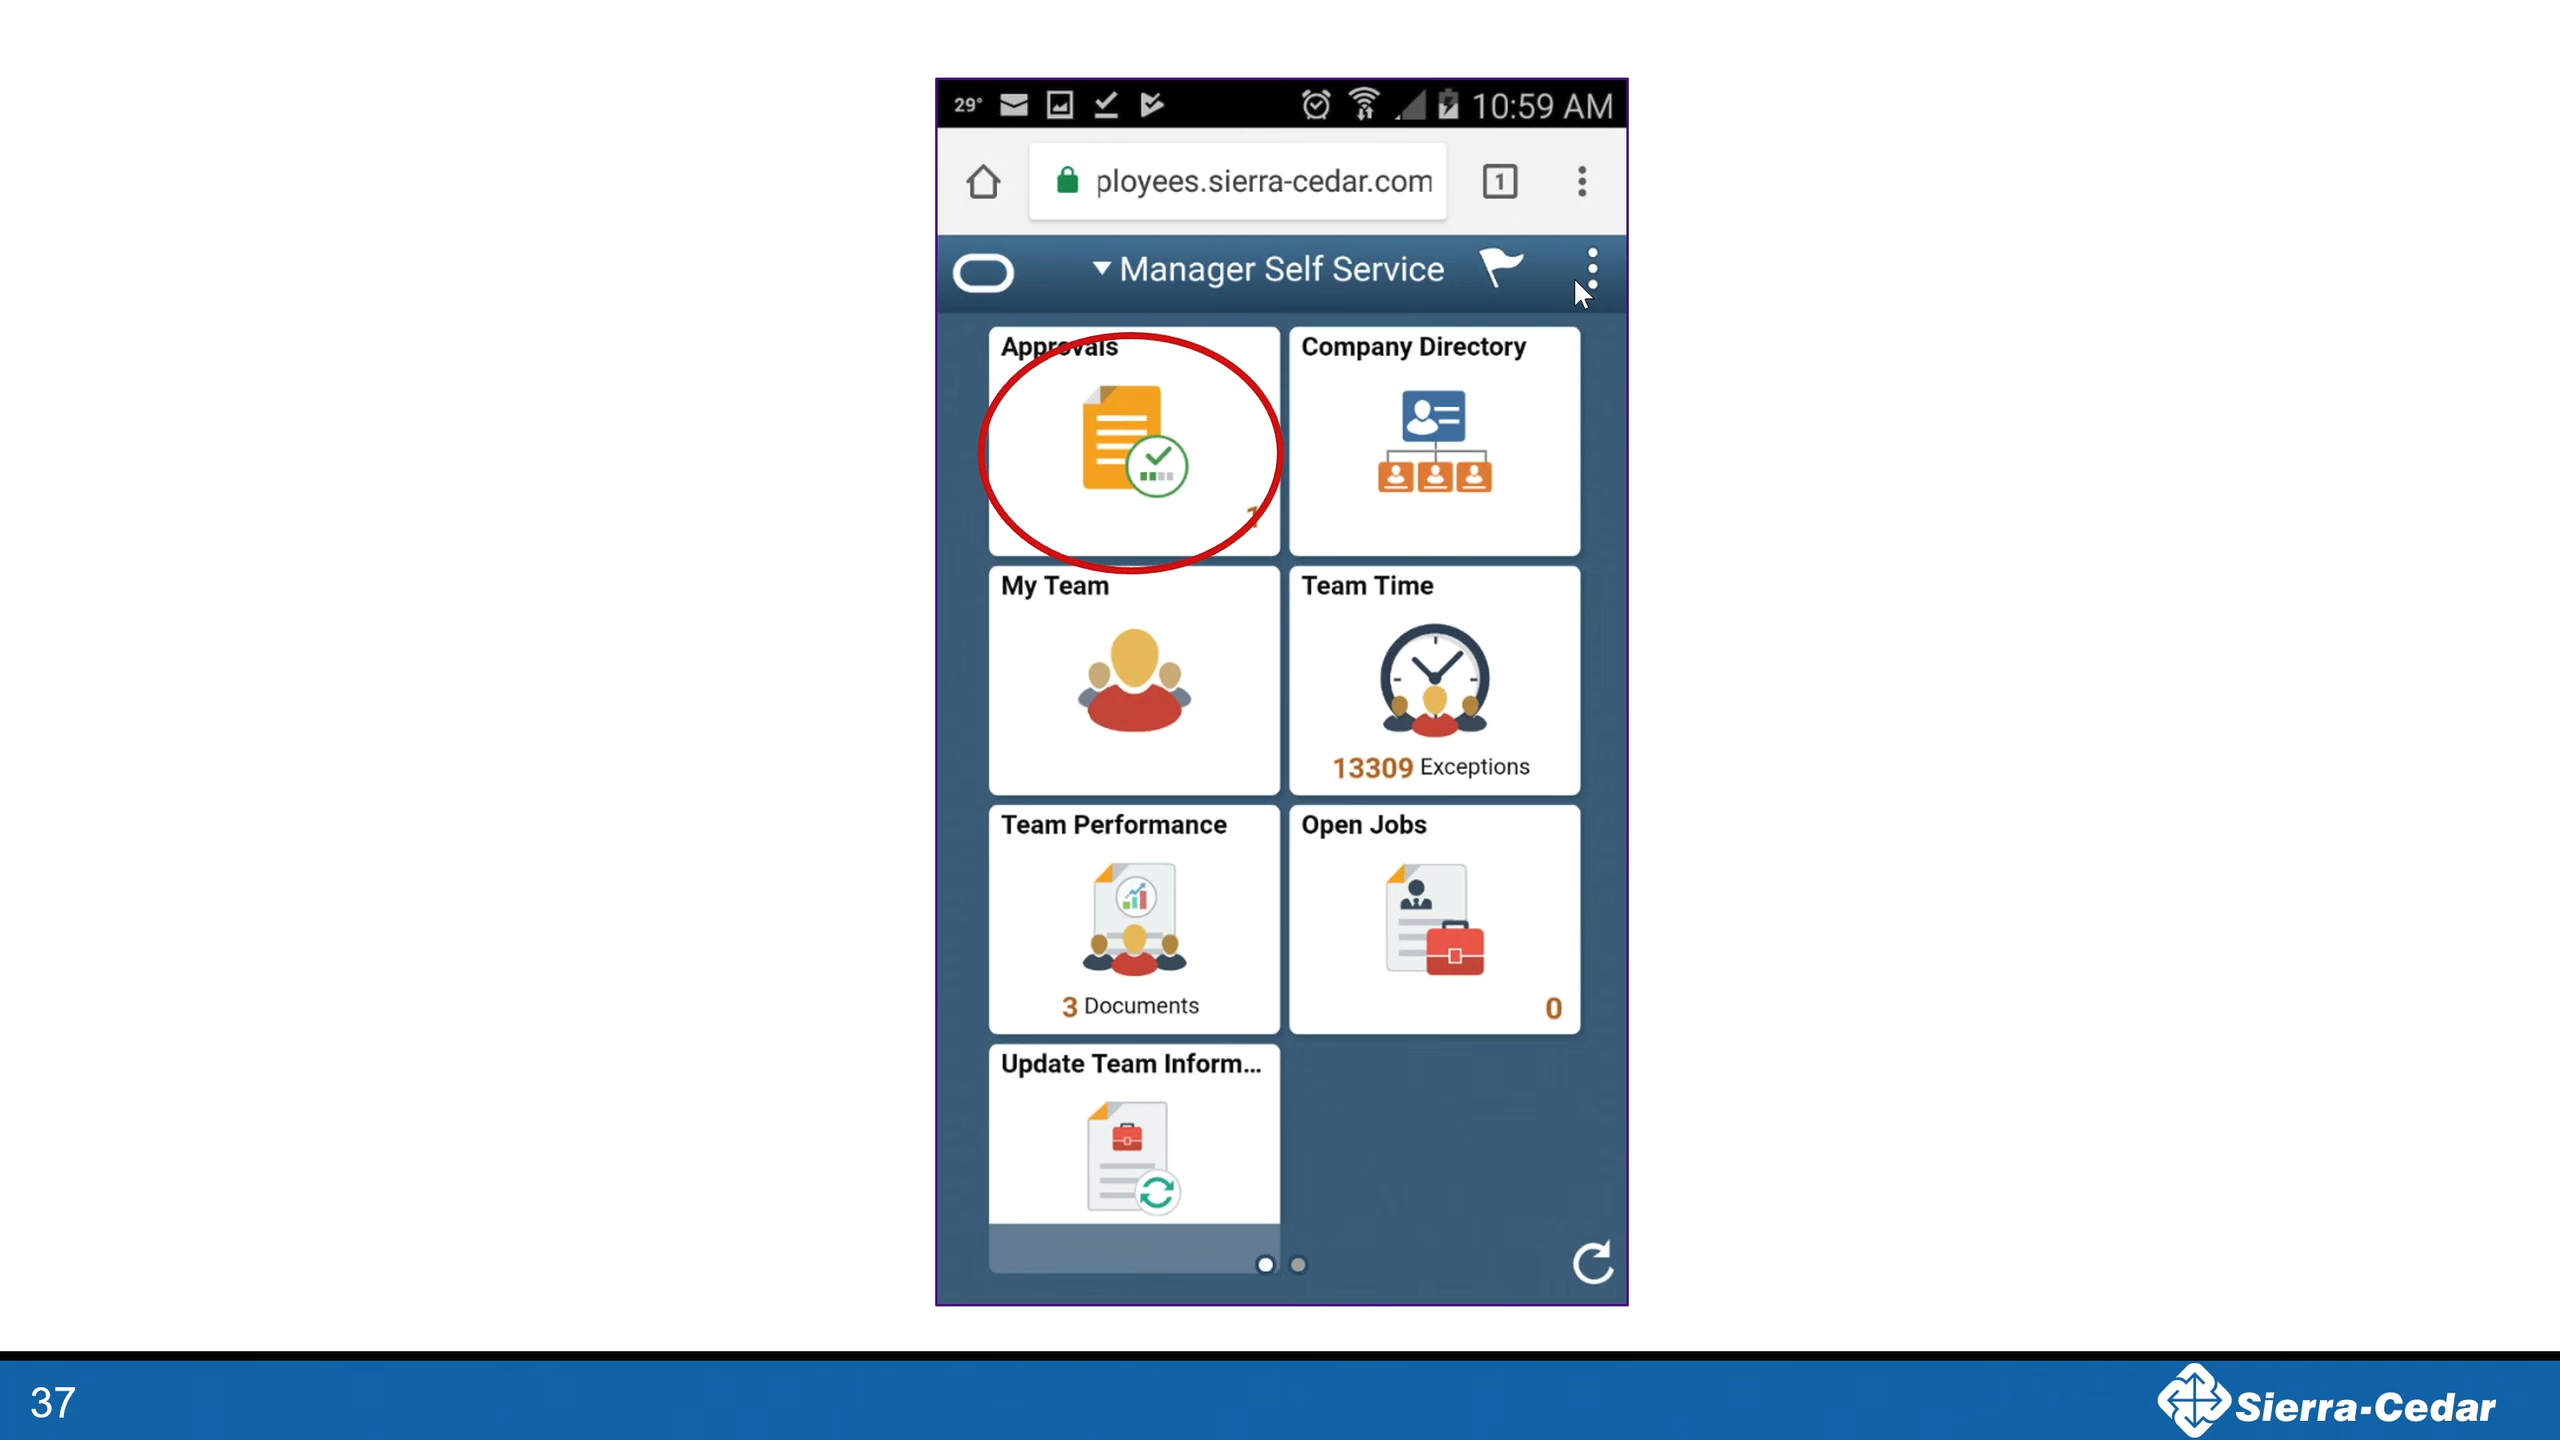 29°
10:59 AM
ployees.sierra-cedar.com
1
Manager Self Service
Approvals
1
Company Directory
My Team
Team Time
13309 Exceptions
Team Performance
3 Documents
Open Jobs
0
Update Team Inform...
37
Sierra-Cedar